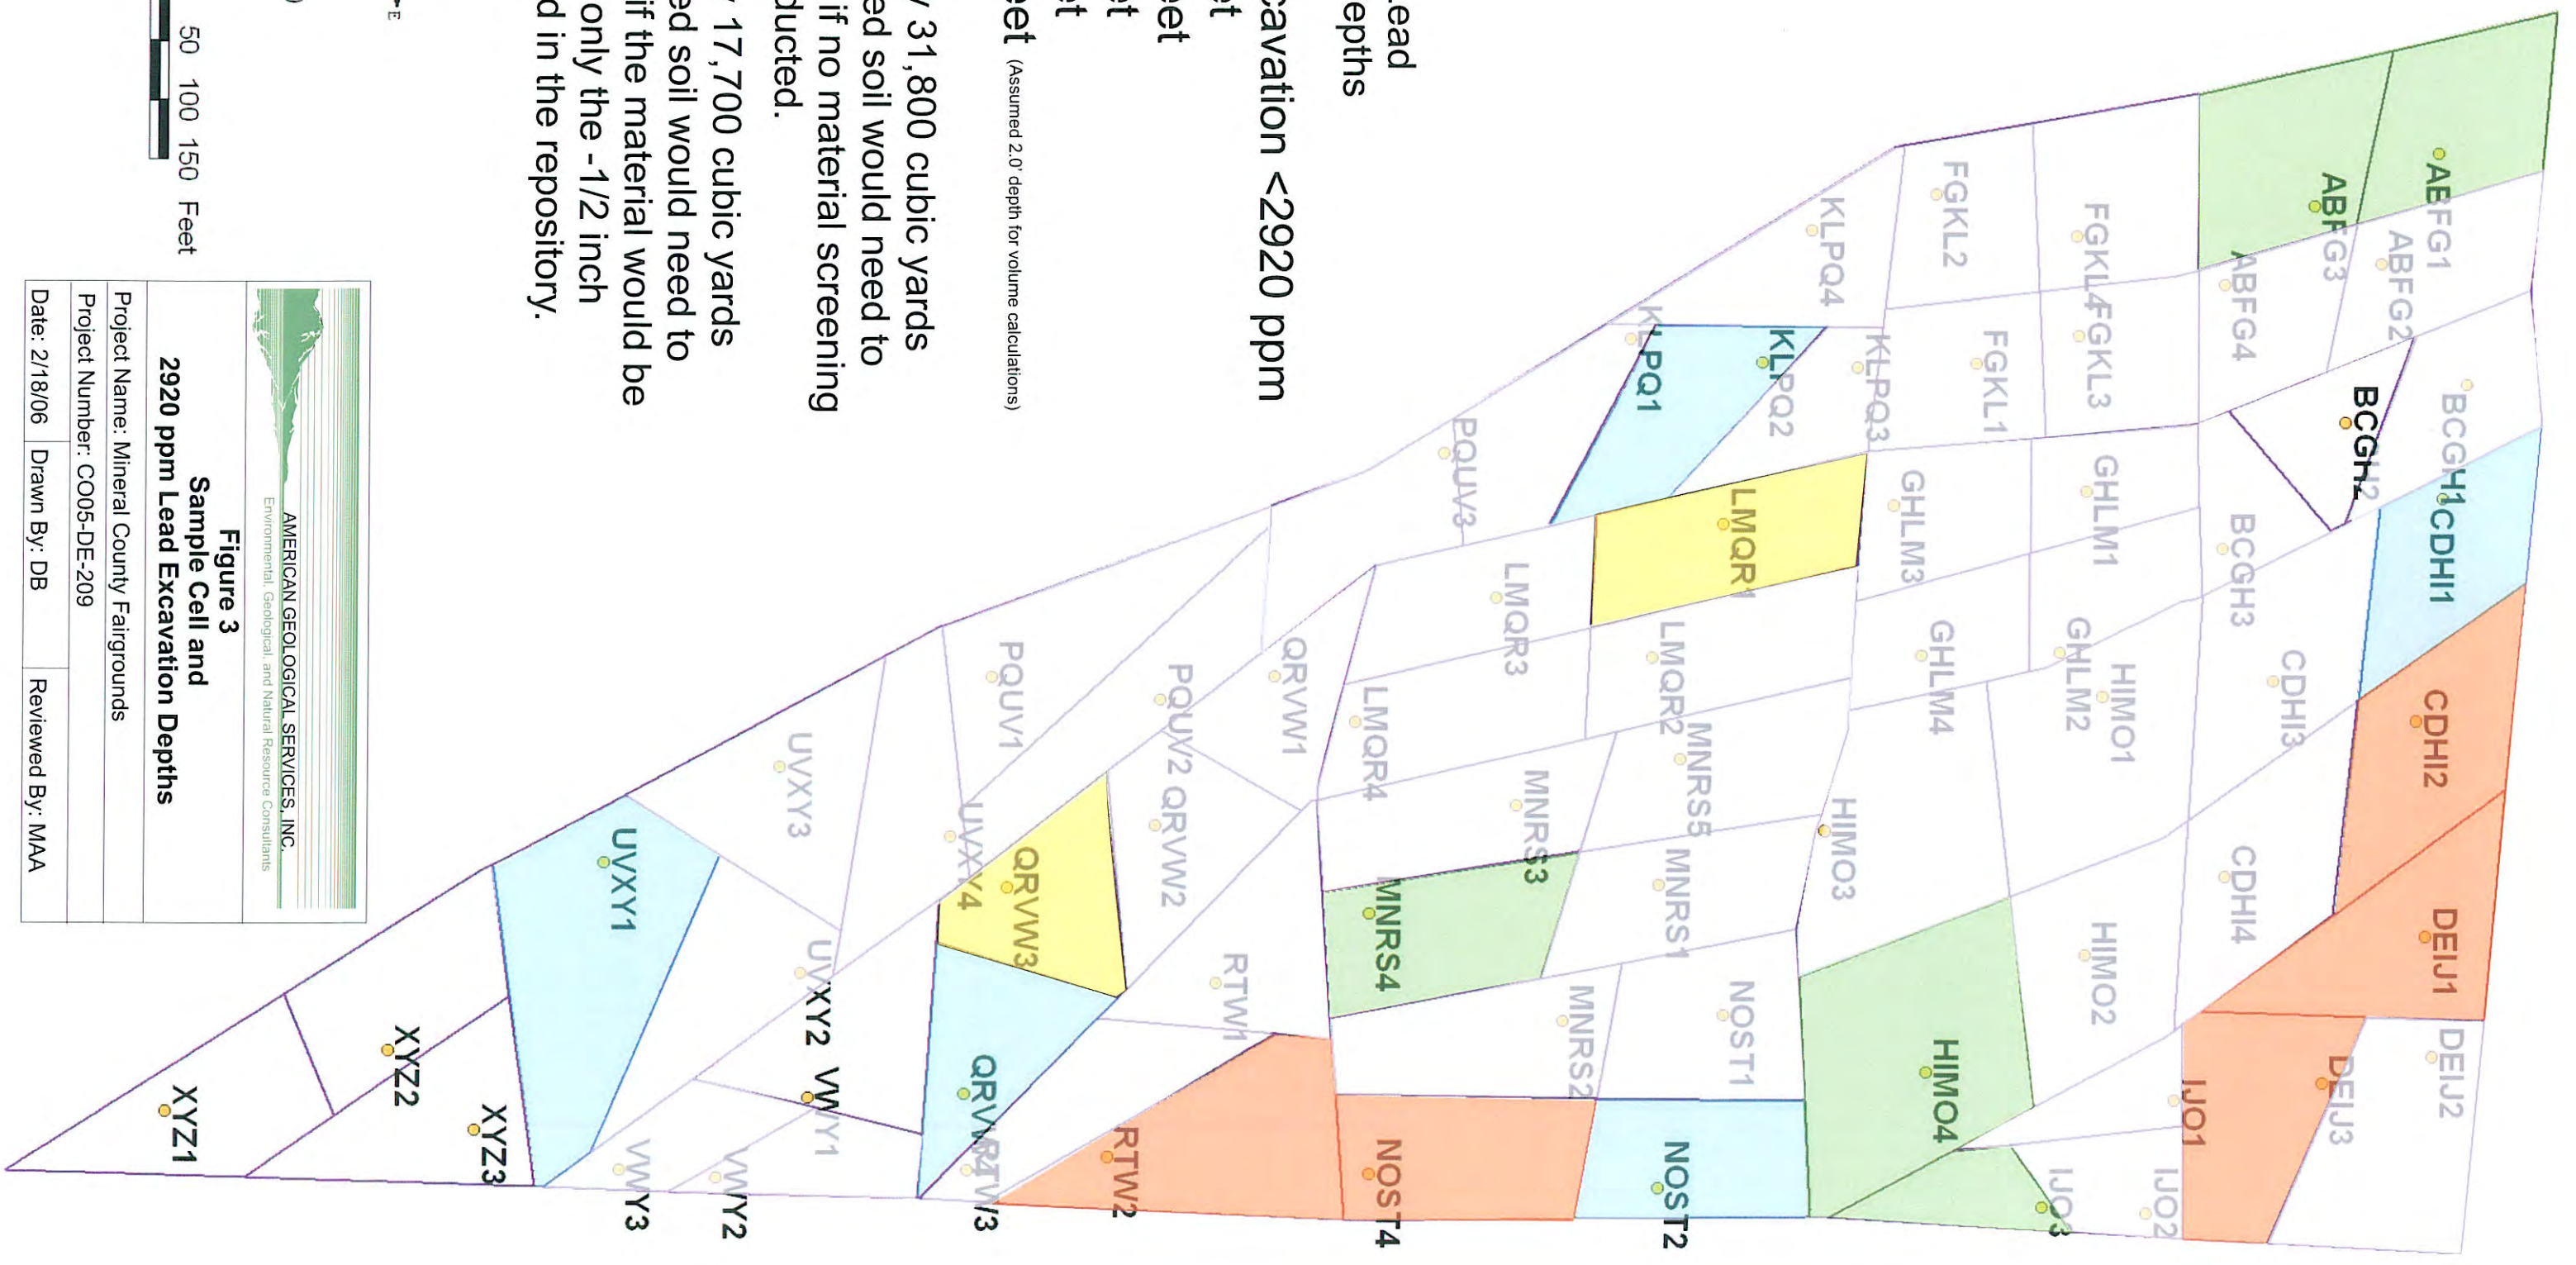 ead
epths
cavation <2920 ppm
et
eet
et
et
eet (Assumed 2.0' depth for volume calculations)
y 31,800 cubic yards
ed soil would need to
if no material screening
ducted.
17,700 cubic yards
ed soil would need to
if the material would be
only the -1/2 inch
d in the repository.
E
50 100 150 Feet
AMERICAN GEOLOGICAL SERVICES, INC.
Environmental, Geological, and Natural Resource Consultants
Figure 3
Sample Cell and
2920 ppm Lead Excavation Depths
Project Name: Mineral County Fairgrounds
Project Number: CO05-DE-209
Date: 2/18/06 Drawn By: DB Reviewed By: MAA
ABFG1
ABFG2
ABFG3
ABFG4
BCGH1
BCGH2
BCGH3
CDHI1
CDHI2
CDHI3
CDHI4
DEIJ1
DEIJ2
DEIJ3
FGKL1
FGKL2
FGKL3
FGKL4
GHLM1
GHLM2
GHLM3
GHLM4
HIMO1
HIMO2
HIMO3
HIMO4
IJO1
IJO2
IJO3
KLPQ1
KLPQ2
KLPQ3
KLPQ4
LMQR1
LMQR2
LMQR3
LMQR4
MNRS1
MNRS2
MNRS3
MNRS4
MNRS5
NOST1
NOST2
NOST4
PQUV1
PQUV2
PQUV3
QRVW1
QRVW2
QRVW3
RTW1
RTW2
UVXY1
UVXY2
UVXY3
UVXY4
VWY1
VWY2
VWY3
XYZ1
XYZ2
XYZ3